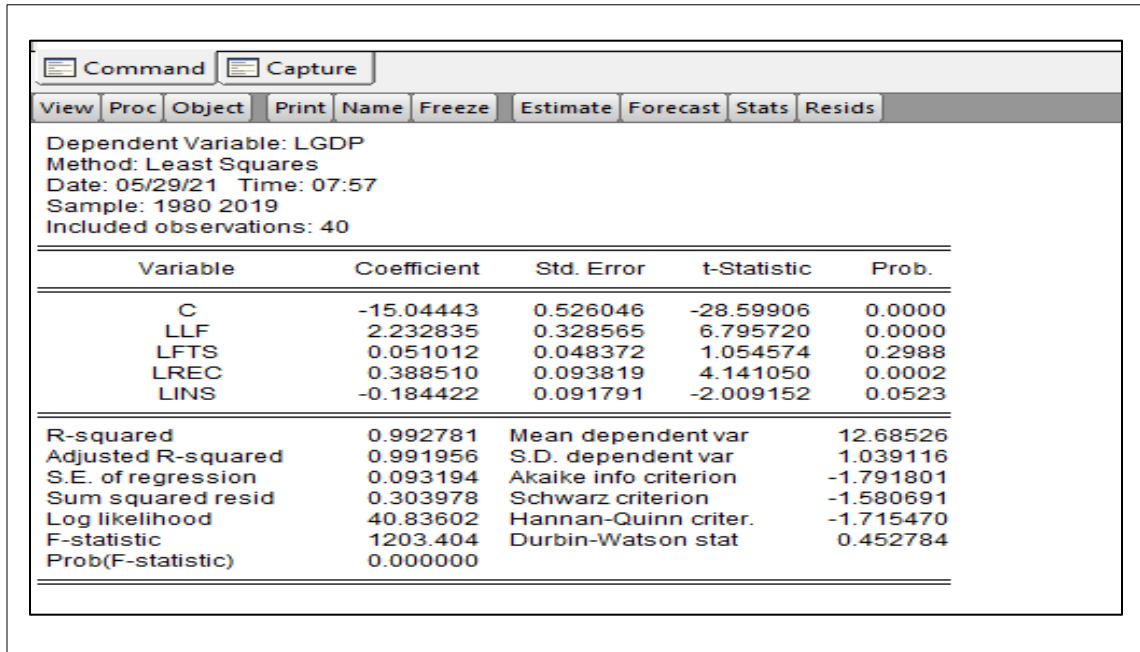 Command Capture
View Proc Object Print Name Freeze Estimate Forecast Stats Resids
Dependent Variable: LGDP
Method: Least Squares
Date: 05/29/21 Time: 07:57
Sample: 1980 2019
Included observations: 40
Variable Coefficient Std. Error t-Statistic Prob.
C -15.04443 0.526046 -28.59906 0.0000
LLF 2.232835 0.328565 6.795720 0.0000
LFTS 0.051012 0.048372 1.054574 0.2988
LREC 0.388510 0.093819 4.141050 0.0002
LINS -0.184422 0.091791 -2.009152 0.0523
R-squared 0.992781 Mean dependent var 12.68526
Adjusted R-squared 0.991956 S.D. dependent var 1.039116
S.E. of regression 0.093194 Akaike info criterion -1.791801
Sum squared resid 0.303978 Schwarz criterion -1.580691
Log likelihood 40.83602 Hannan-Quinn criter. -1.715470
F-statistic 1203.404 Durbin-Watson stat 0.452784
Prob(F-statistic) 0.000000